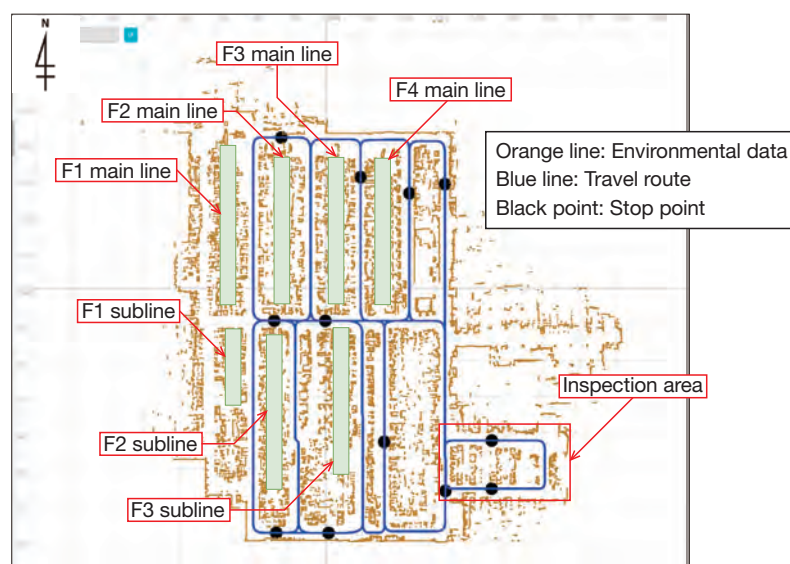 N
F3 main line
F2 main line
F4 main line
F1 main line
Orange line: Environmental data
Blue line: Travel route
Black point: Stop point
F1 subline
Inspection area
F2 subline
F3 subline